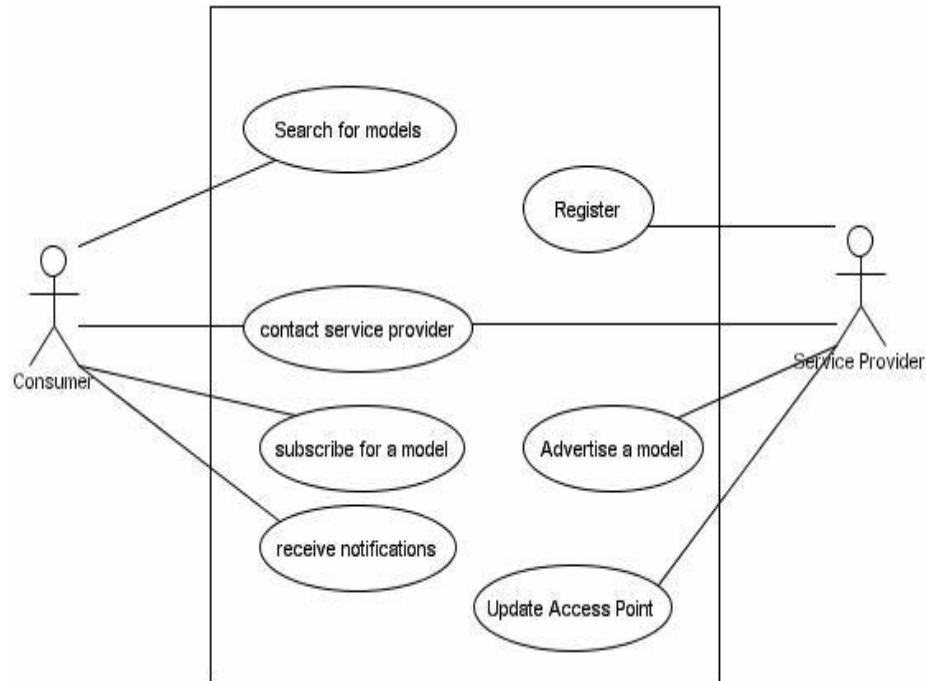 Search for models
Register
contact service provider
Consumer
Service Provider
subscribe for a model
Advertise a model
receive notifications
Update Access Point